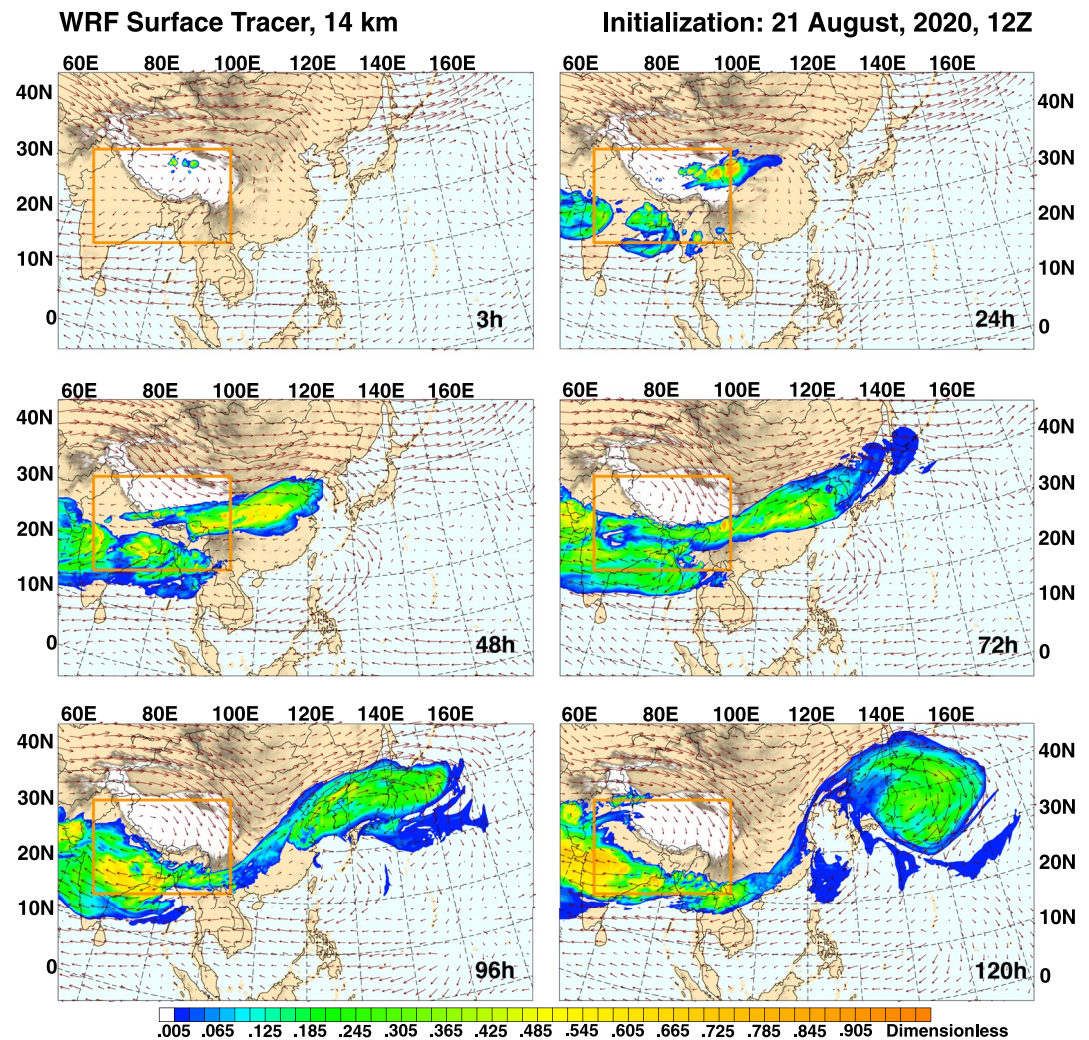 WRF Surface Tracer, 14 km
Initialization: 21 August, 2020, 12Z
60E 80E 100E 120E 140E 160E
60E 80E 100E 120E 140E 160E
40N
30N
20N
10N
0
3h
40N
30N
20N
10N
0
24h
60E 80E 100E 120E 140E 160E
60E 80E 100E 120E 140E 160E
40N
30N
20N
10N
0
48h
40N
30N
20N
10N
0
72h
60E 80E 100E 120E 140E 160E
60E 80E 100E 120E 140E 160E
40N
30N
20N
10N
0
96h
40N
30N
20N
10N
0
120h
.005 .065 .125 .185 .245 .305 .365 .425 .485 .545 .605 .665 .725 .785 .845 .905 Dimensionless